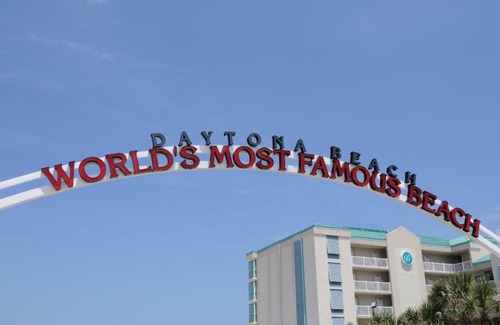 DAYTONA BEACH
WORLD'S MOST FAMOUS BEACH